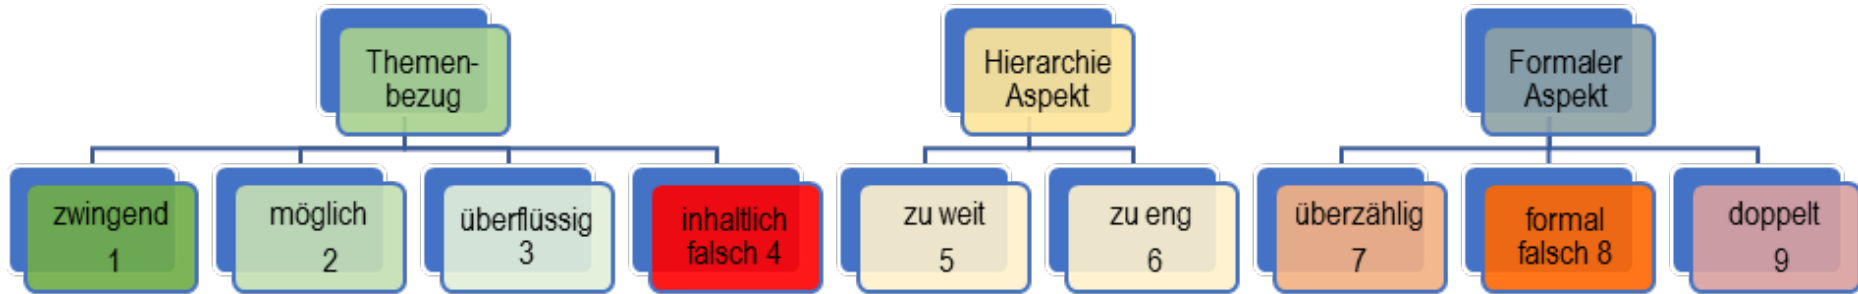 Themen-
bezug
Hierarchie
Aspekt
Formaler
Aspekt
zwingend
1
möglich
2
überflüssig
3
inhaltlich
falsch 4
zu weit
5
zu eng
6
überzählig
7
formal
falsch 8
doppelt
9